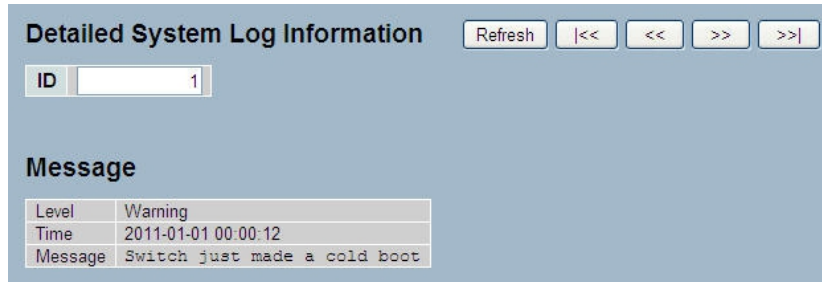 Detailed System Log Information Refresh |<< << >> >>|
ID 1
Message
Level Warning
Time 2011-01-01 00:00:12
Message Switch just made a cold boot